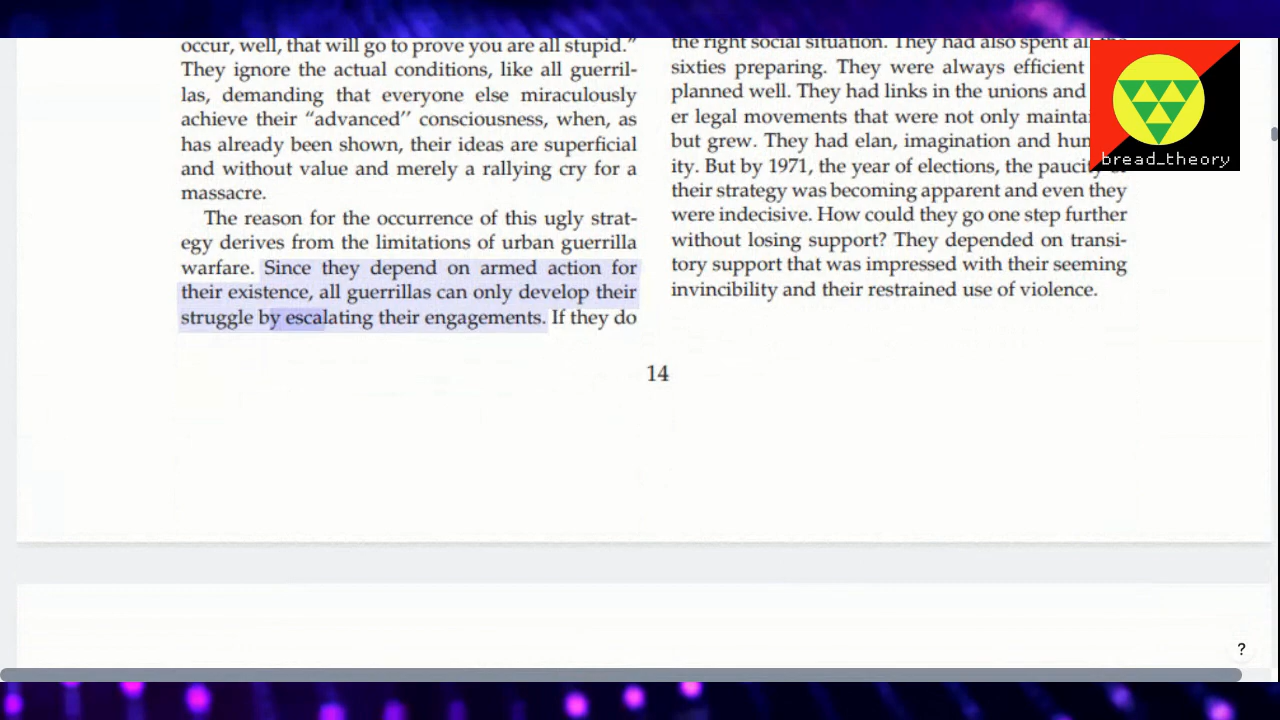 occur, well, that will go to prove you are all stupid.”
They ignore the actual conditions, like all guerril-
las, demanding that everyone else miraculously
achieve their “advanced’’ consciousness, when, as
has already been shown, their ideas are superficial
and without value and merely a rallying cry for a
massacre.
The reason for the occurrence of this ugly strat-
egy derives from the limitations of urban guerrilla
warfare. Since they depend on armed action for
their existence, all guerrillas can only develop their
struggle by escalating their engagements. If they do
the right social situation. They had also spent all
sixties preparing. They were always efficient
planned well. They had links in the unions and
er legal movements that were not only
but grew. They had elan, imagination and
ity. But by 1971, the year of elections, the
their strategy was becoming apparent and even they
were indecisive. How could they go one step further
without losing support? They depended on transi-
tory support that was impressed with their seeming
invincibility and their restrained use of violence.
14
bread_theory
?